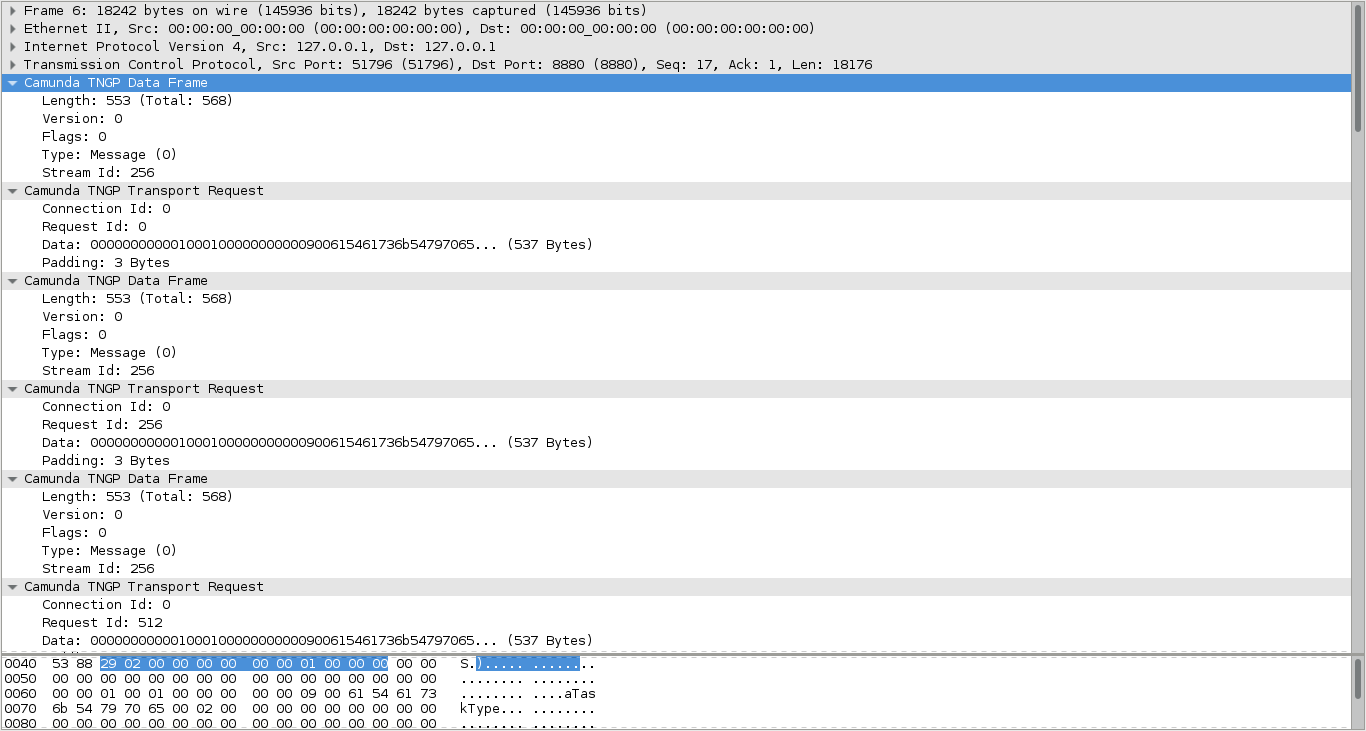 Frame 6: 18242 bytes on wire (145936 bits), 18242 bytes captured (145936 bits)
Ethernet II, Src: 00:00:00_00:00:00 (00:00:00:00:00:00), Dst: 00:00:00_00:00:00 (00:00:00:00:00:00)
Internet Protocol Version 4, Src: 127.0.0.1, Dst: 127.0.0.1
Transmission Control Protocol, Src Port: 51796 (51796), Dst Port: 8880 (8880), Seq: 17, Ack: 1, Len: 18176
Camunda TNGP Data Frame
Length: 553 (Total: 568)
Version: 0
Flags: 0
Type: Message (0)
Stream Id: 256
Camunda TNGP Transport Request
Connection Id: 0
Request Id: 0
Data: 000000000001000100000000000900615461736b54797065... (537 Bytes)
Padding: 3 Bytes
Camunda TNGP Data Frame
Length: 553 (Total: 568)
Version: 0
Flags: 0
Type: Message (0)
Stream Id: 256
Camunda TNGP Transport Request
Connection Id: 0
Request Id: 256
Data: 000000000001000100000000000900615461736b54797065... (537 Bytes)
Padding: 3 Bytes
Camunda TNGP Data Frame
Length: 553 (Total: 568)
Version: 0
Flags: 0
Type: Message (0)
Stream Id: 256
Camunda TNGP Transport Request
Connection Id: 0
Request Id: 512
Data: 000000000001000100000000000900615461736b54797065... (537 Bytes)
0040 53 88 29 02 00 00 00 00 00 00 01 00 00 00 00 00 S.)..... ........
0050 00 00 00 00 00 00 00 00 00 00 00 00 00 00 00 00 ........ ........
0060 00 00 01 00 01 00 00 00 00 00 09 00 61 54 61 73 ........ ....aTas
0070 6b 54 79 70 65 00 02 00 00 00 00 00 00 00 00 00 kType... ........
0080 00 00 00 00 00 00 00 00 00 00 00 00 00 00 00 00 ........ ........